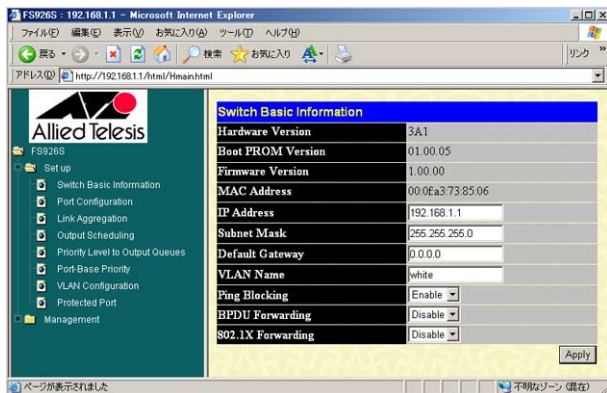 FS926S : 192.168.1.1 - Microsoft Internet Explorer
ファイル(F) 編集(E) 表示(V) お気に入り(A) ツール(T) ヘルプ(H)
戻る 検索 お気に入り リンク »
アドレス(D) http://192.168.1.1/html/Hmain.html
Allied Telesis
FS926S
Set up
Switch Basic Information
Port Configuration
Link Aggregation
Output Scheduling
Priority Level to Output Queues
Port-Base Priority
VLAN Configuration
Protected Port
Management
Switch Basic Information
Hardware Version 3A1
Boot PROM Version 01.00.05
Firmware Version 1.00.00
MAC Address 00:0f:a3:73:85:06
IP Address 192.168.1.1
Subnet Mask 255.255.255.0
Default Gateway 0.0.0.0
VLAN Name white
Ping Blocking Enable
BPDU Forwarding Disable
802.1X Forwarding Disable
Apply
ページが表示されました 不明なゾーン (混在)